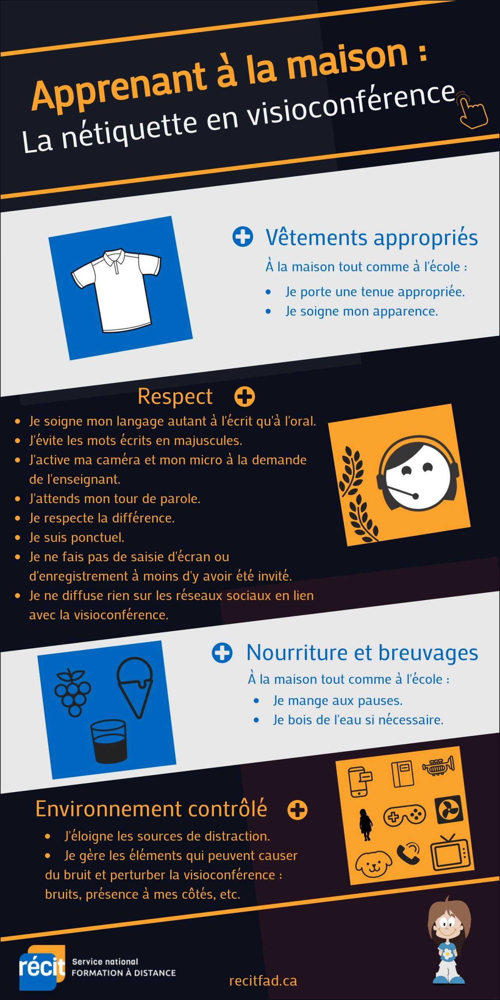 Apprenant à la maison :
La nétiquette en visioconférence
Vêtements appropriés
À la maison tout comme à l'école :
• Je porte une tenue appropriée.
• Je soigne mon apparence.
Respect
• Je soigne mon langage autant à l'écrit qu'à l'oral.
• J'évite les mots écrits en majuscules.
• J'active ma caméra et mon micro à la demande
de l'enseignant.
• J'attends mon tour de parole.
• Je respecte la différence.
• Je suis ponctuel.
• Je ne fais pas de saisie d'écran ou
d'enregistrement à moins d'y avoir été invité.
• Je ne diffuse rien sur les réseaux sociaux en lien
avec la visioconférence.
Nourriture et breuvages
À la maison tout comme à l'école :
• Je mange aux pauses.
• Je bois de l'eau si nécessaire.
Environnement contrôlé
• J'éloigne les sources de distraction.
• Je gère les éléments qui peuvent causer
du bruit et perturber la visioconférence :
bruits, présence à mes côtés, etc.
récit
Service national
FORMATION À DISTANCE
recitfad.ca